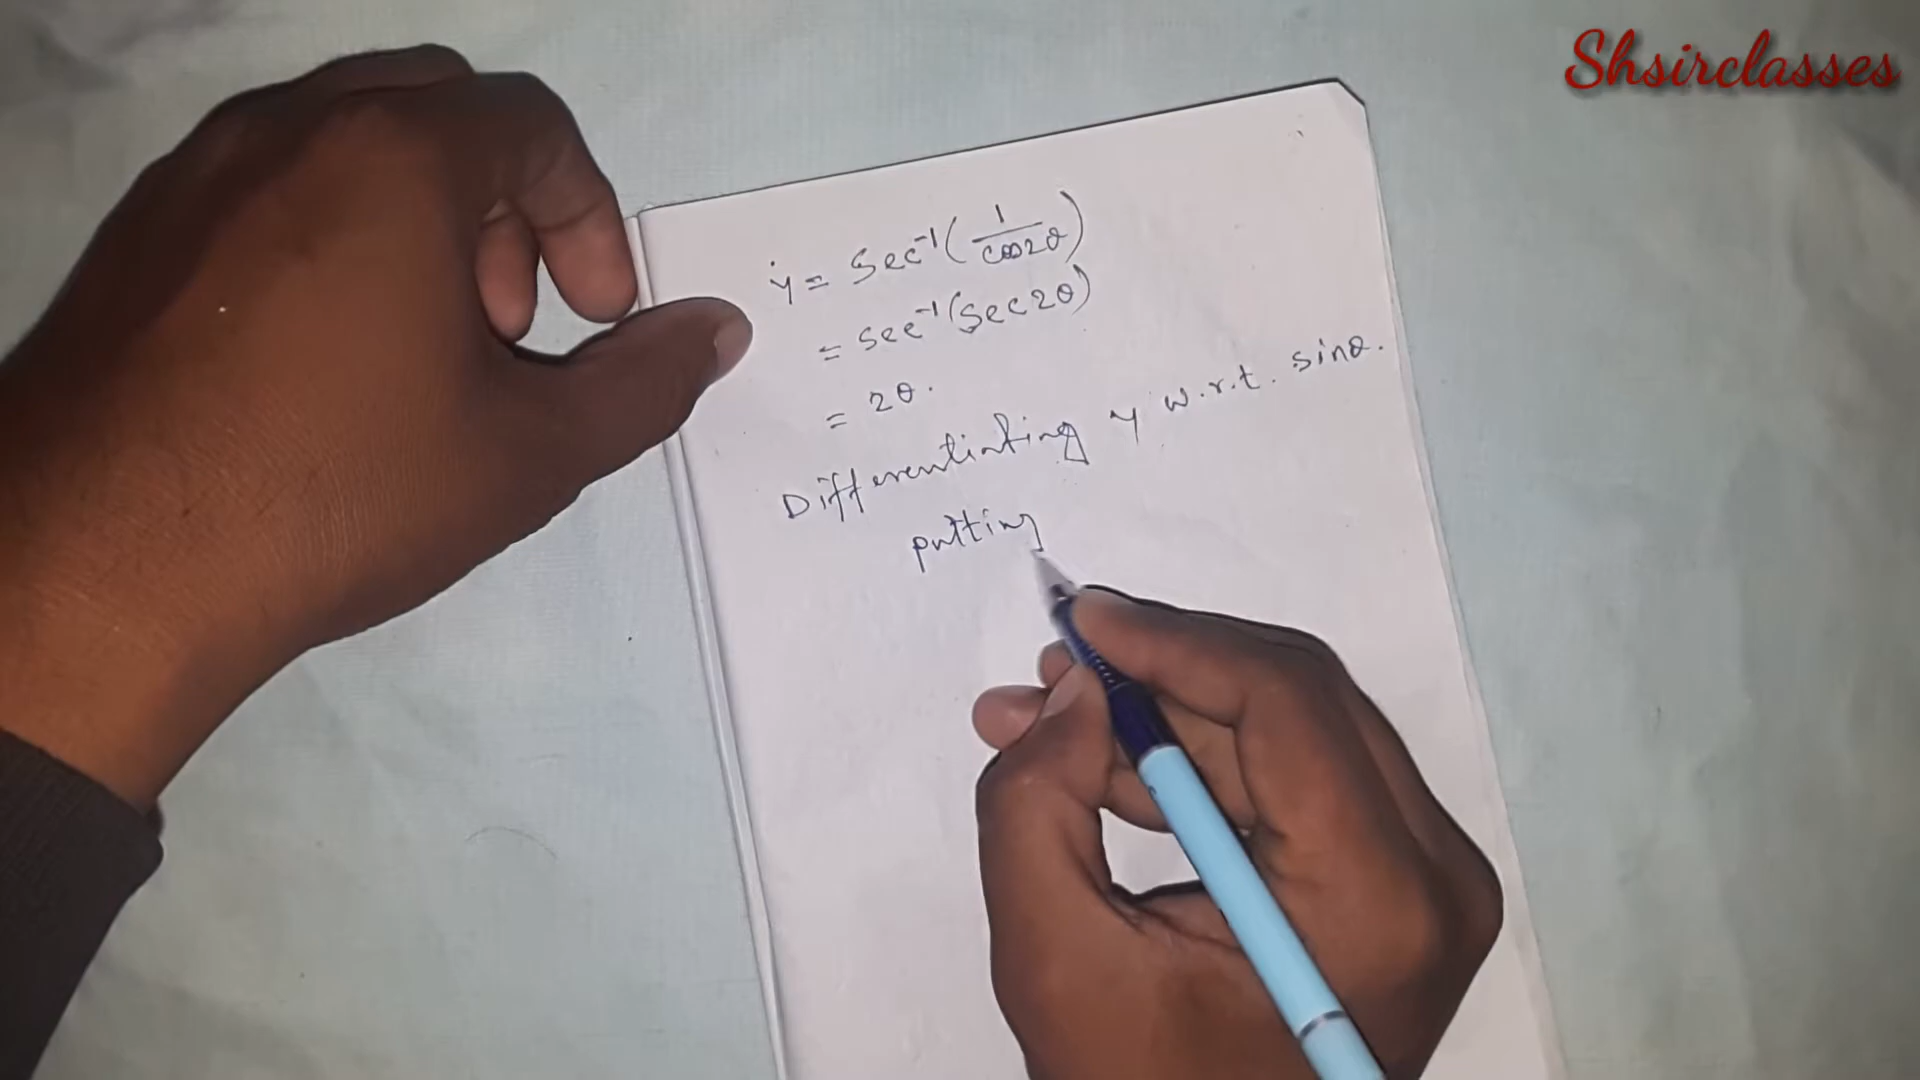 Shsirclasses
y = Sec⁻¹(1/cos2θ)
= sec⁻¹(Sec2θ)
= 2θ.
Differentiating y w.r.t. sinθ.
putting